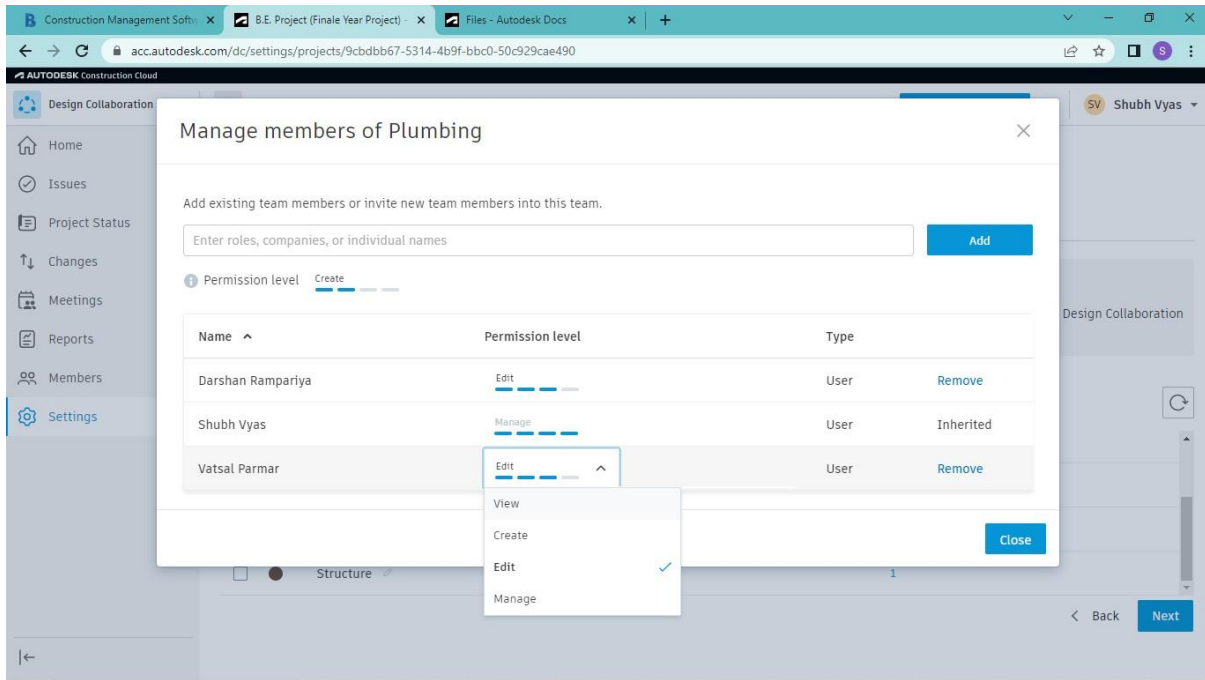 B Construction Management Softw
B.E. Project (Finale Year Project) -
Files - Autodesk Docs
acc.autodesk.com/dc/settings/projects/9cbdbb67-5314-4b9f-bbc0-50c929cae490
S
AUTODESK Construction Cloud
Design Collaboration
SV Shubh Vyas
Home
Issues
Project Status
Changes
Meetings
Reports
Members
Settings
Manage members of Plumbing
Add existing team members or invite new team members into this team.
Enter roles, companies, or individual names
Add
Permission level Create
Name Permission level Type
Darshan Rampariya Edit User Remove
Shubh Vyas Manage User Inherited
Vatsal Parmar Edit User Remove
View
Create
Edit
Manage
Close
Design Collaboration
Structure 1
Back Next